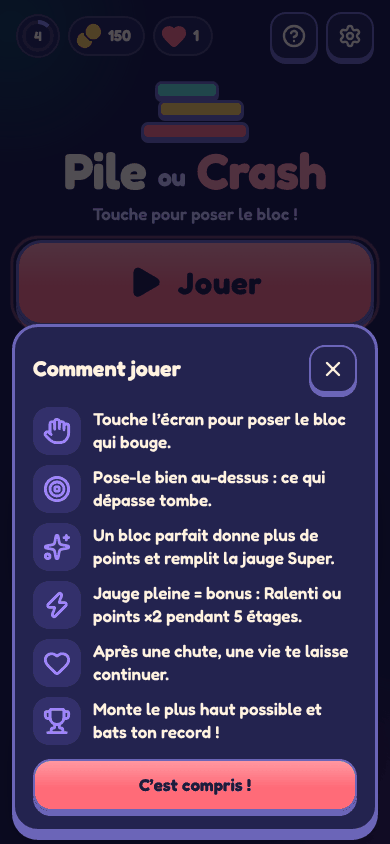 4
150
1
Pile ou Crash
Touche pour poser le bloc !
Jouer
Comment jouer
Touche l'écran pour poser le bloc
qui bouge.
Pose-le bien au-dessus : ce qui
dépasse tombe.
Un bloc parfait donne plus de
points et remplit la jauge Super.
Jauge pleine = bonus : Ralenti ou
points ×2 pendant 5 étages.
Après une chute, une vie te laisse
continuer.
Monte le plus haut possible et
bats ton record !
C'est compris !